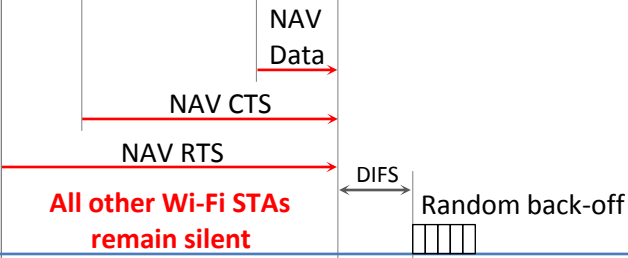 NAV
Data
NAV CTS
NAV RTS
DIFS
All other Wi-Fi STAs
remain silent
Random back-off